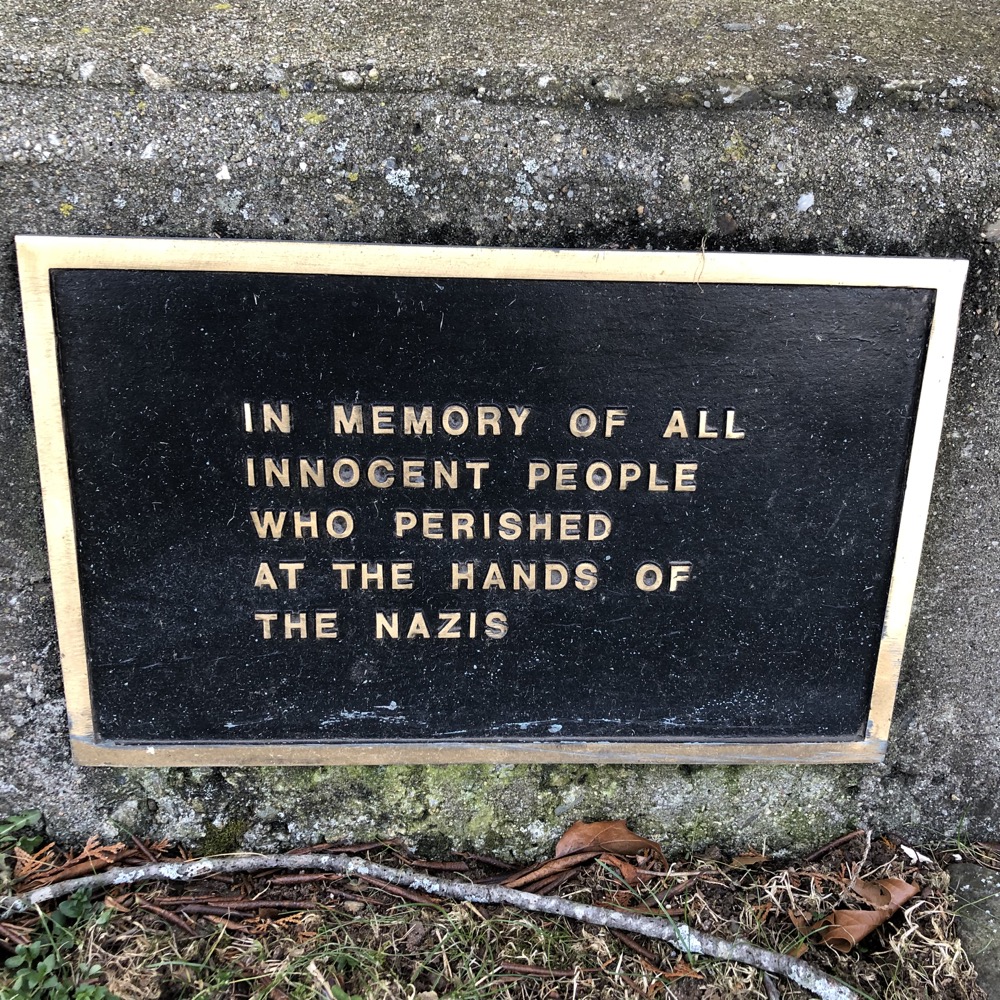 IN MEMORY OF ALL
INNOCENT PEOPLE
WHO PERISHED
AT THE HANDS OF
THE NAZIS